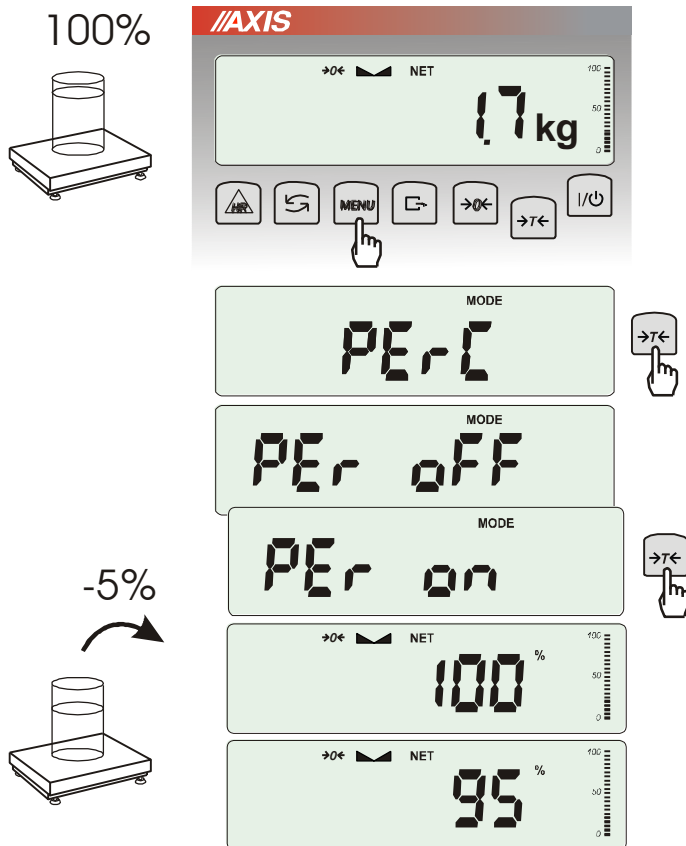 100%
//AXIS
→0← NET
100
50
0
1.7 kg
HR MENU →0← →T← I/⏻
MODE
PErC
→T←
MODE
PEr oFF
MODE
PEr on
→T←
-5%
→0← NET
100 %
100
50
0
→0← NET
95 %
100
50
0